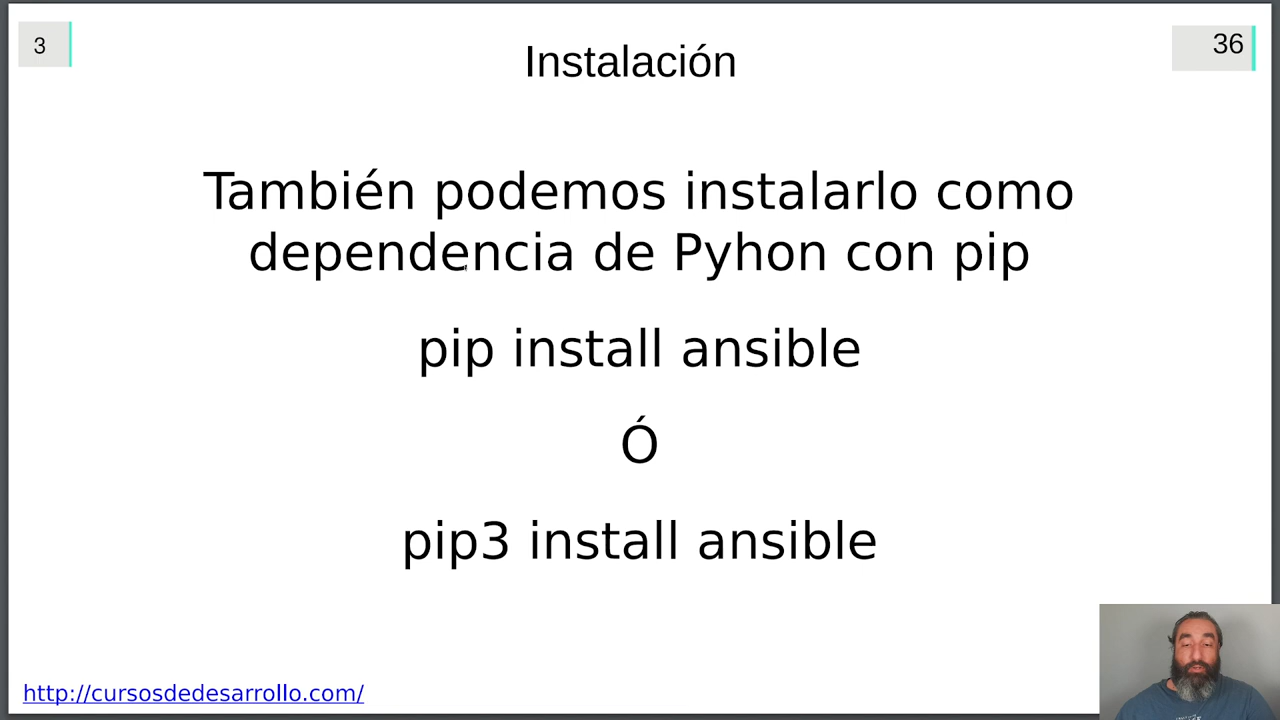 3
Instalación
36
También podemos instalarlo como
dependencia de Pyhon con pip
pip install ansible
Ó
pip3 install ansible
http://cursosdedesarrollo.com/